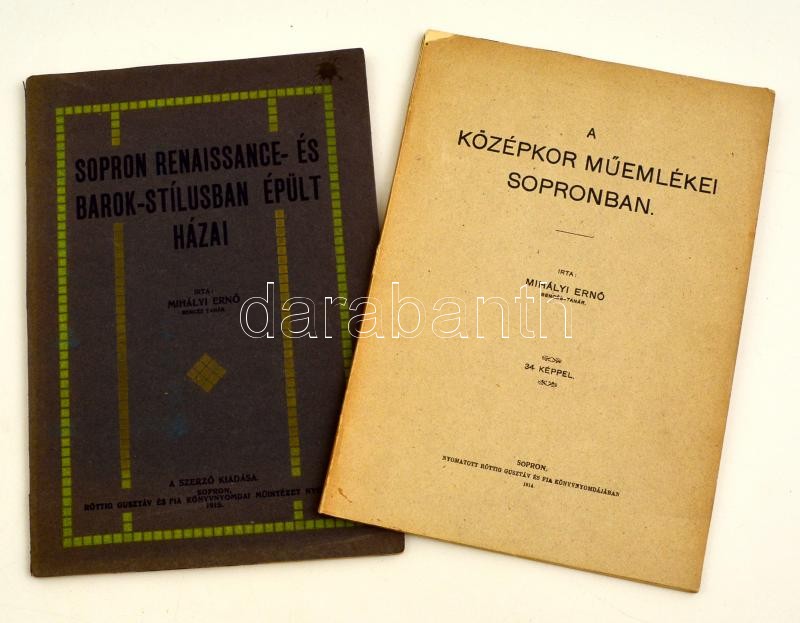 SOPRON RENAISSANCE- ÉS
BAROK-STÍLUSBAN ÉPÜLT
HÁZAI
IRTA:
MIHÁLYI ERNŐ
BENCÉS TANÁR.
A SZERZŐ KIADÁSA.
SOPRON,
RÖTTIG GUSZTÁV ÉS FIA KÖNYVNYOMDAI MŰINTÉZET
1915.
A
KÖZÉPKOR MŰEMLÉKEI
SOPRONBAN.
IRTA:
MIHÁLYI ERNŐ
BENCÉS-TANÁR.
34 KÉPPEL.
SOPRON,
NYOMATOTT RÖTTIG GUSZTÁV ÉS FIA KÖNYVNYOMDÁJÁBAN
1914.
darabanth